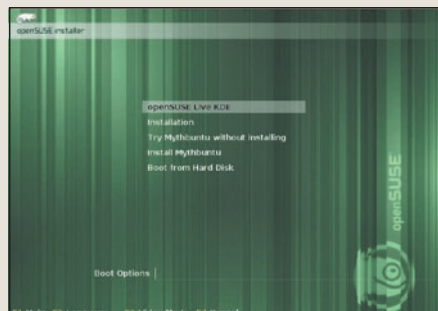 openSUSE installer
openSUSE Live KDE
Installation
Try Mythbuntu without installing
Install Mythbuntu
Boot from Hard Disk
openSUSE
Boot Options